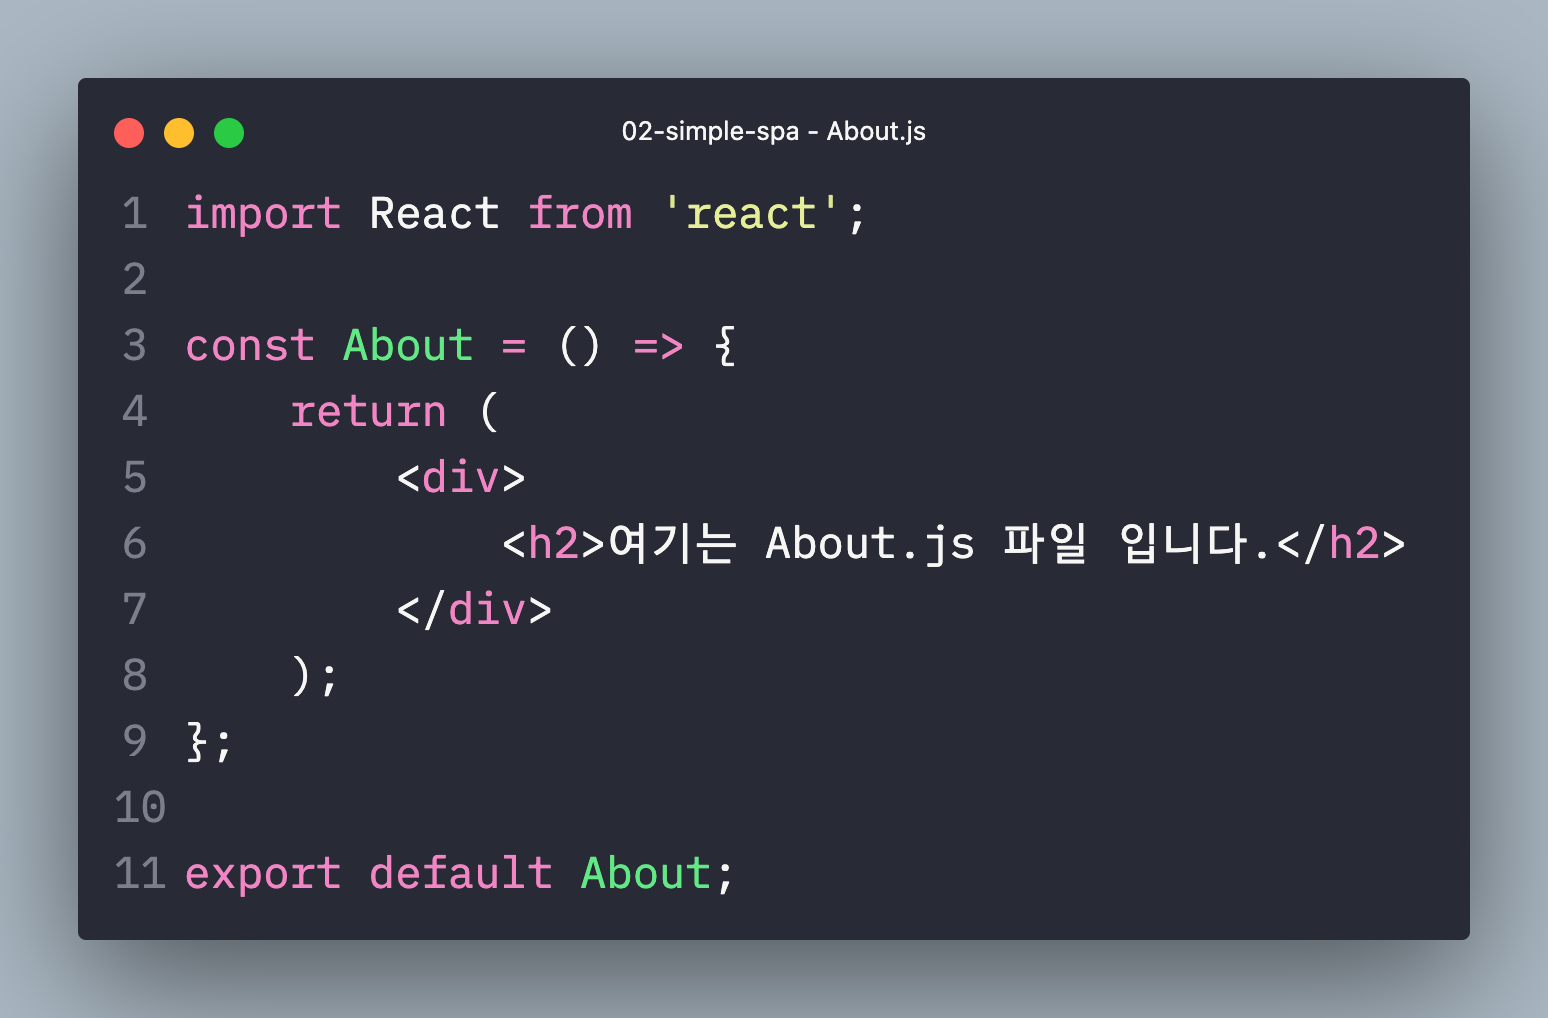 02-simple-spa - About.js
1 import React from 'react';
2
3 const About = () => {
4     return (
5         <div>
6             <h2>여기는 About.js 파일 입니다.</h2>
7         </div>
8     );
9 };
10
11 export default About;